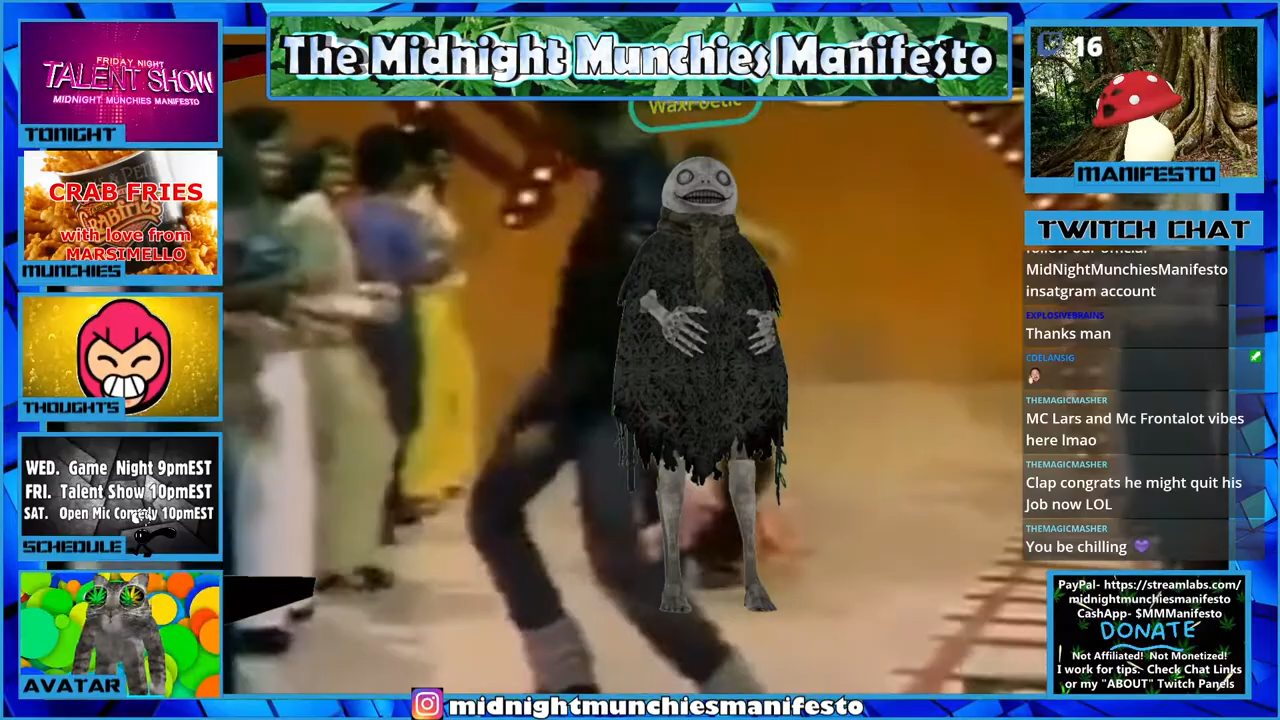 The Midnight Munchies Manifesto
FRIDAY NIGHT
TALENT SHOW
MIDNIGHT MUNCHIES MANIFESTO
TONIGHT
CRAB FRIES
with love from
MARSIMELLO
MUNCHIES
THOUGHTS
WED. Game Night 9pmEST
FRI. Talent Show 10pmEST
SAT. Open Mic Comedy 10pmEST
SCHEDULE
AVATAR
WaxPoetic
16
MANIFESTO
TWITCH CHAT
MidNightMunchiesManifesto
insatgram account
EXPLOSIVEBRAINS
Thanks man
CDELANSIG
THEMAGICMASHER
MC Lars and Mc Frontalot vibes
here lmao
THEMAGICMASHER
Clap congrats he might quit his
Job now LOL
THEMAGICMASHER
You be chilling 💜
PayPal- https://streamlabs.com/
midnightmunchiesmanifesto
CashApp- $MMManifesto
DONATE
Not Affiliated! Not Monetized!
I work for tips- Check Chat Links
or my "ABOUT" Twitch Panels
midnightmunchiesmanifesto